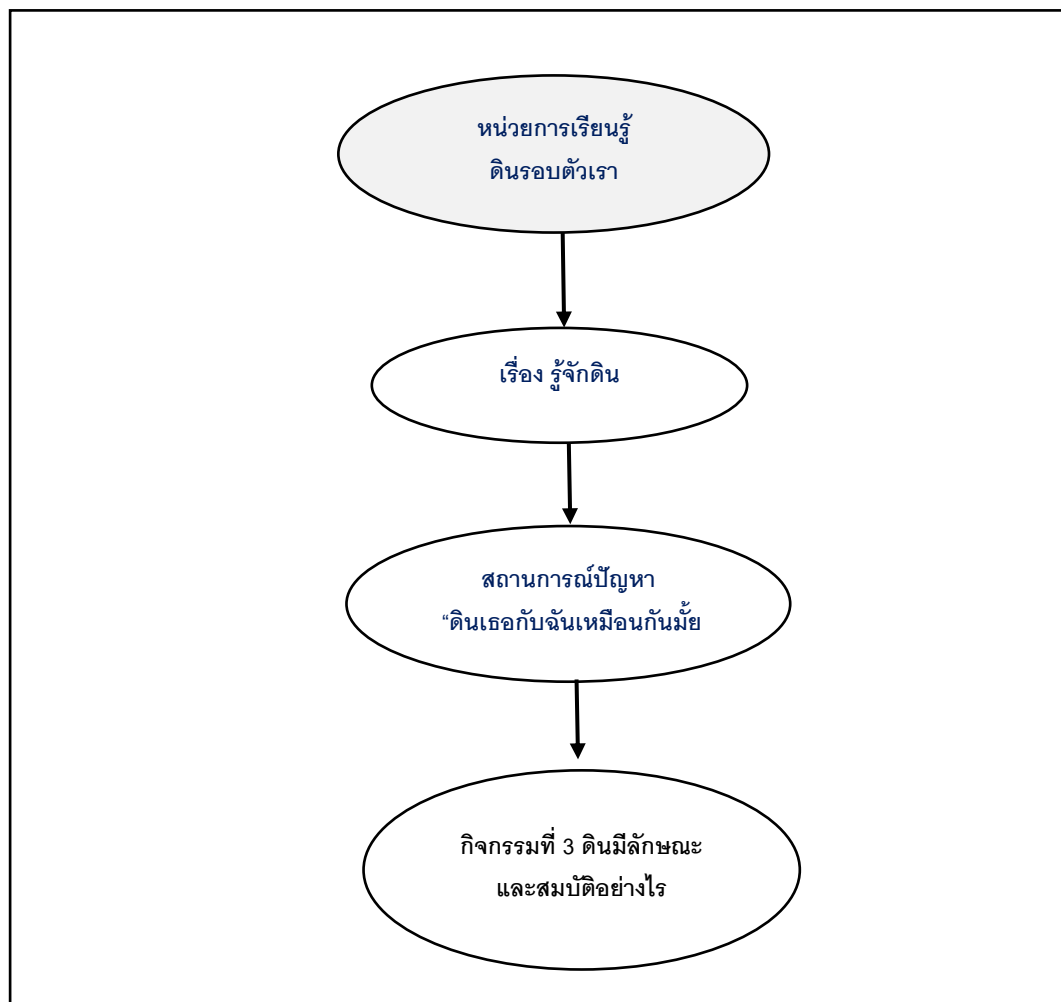 หน่วยการเรียนรู้
ดินรอบตัวเรา
เรื่อง รู้จักดิน
สถานการณ์ปัญหา
“ดินเธอกับฉันเหมือนกันมั้ย
กิจกรรมที่ 3 ดินมีลักษณะ
และสมบัติอย่างไร